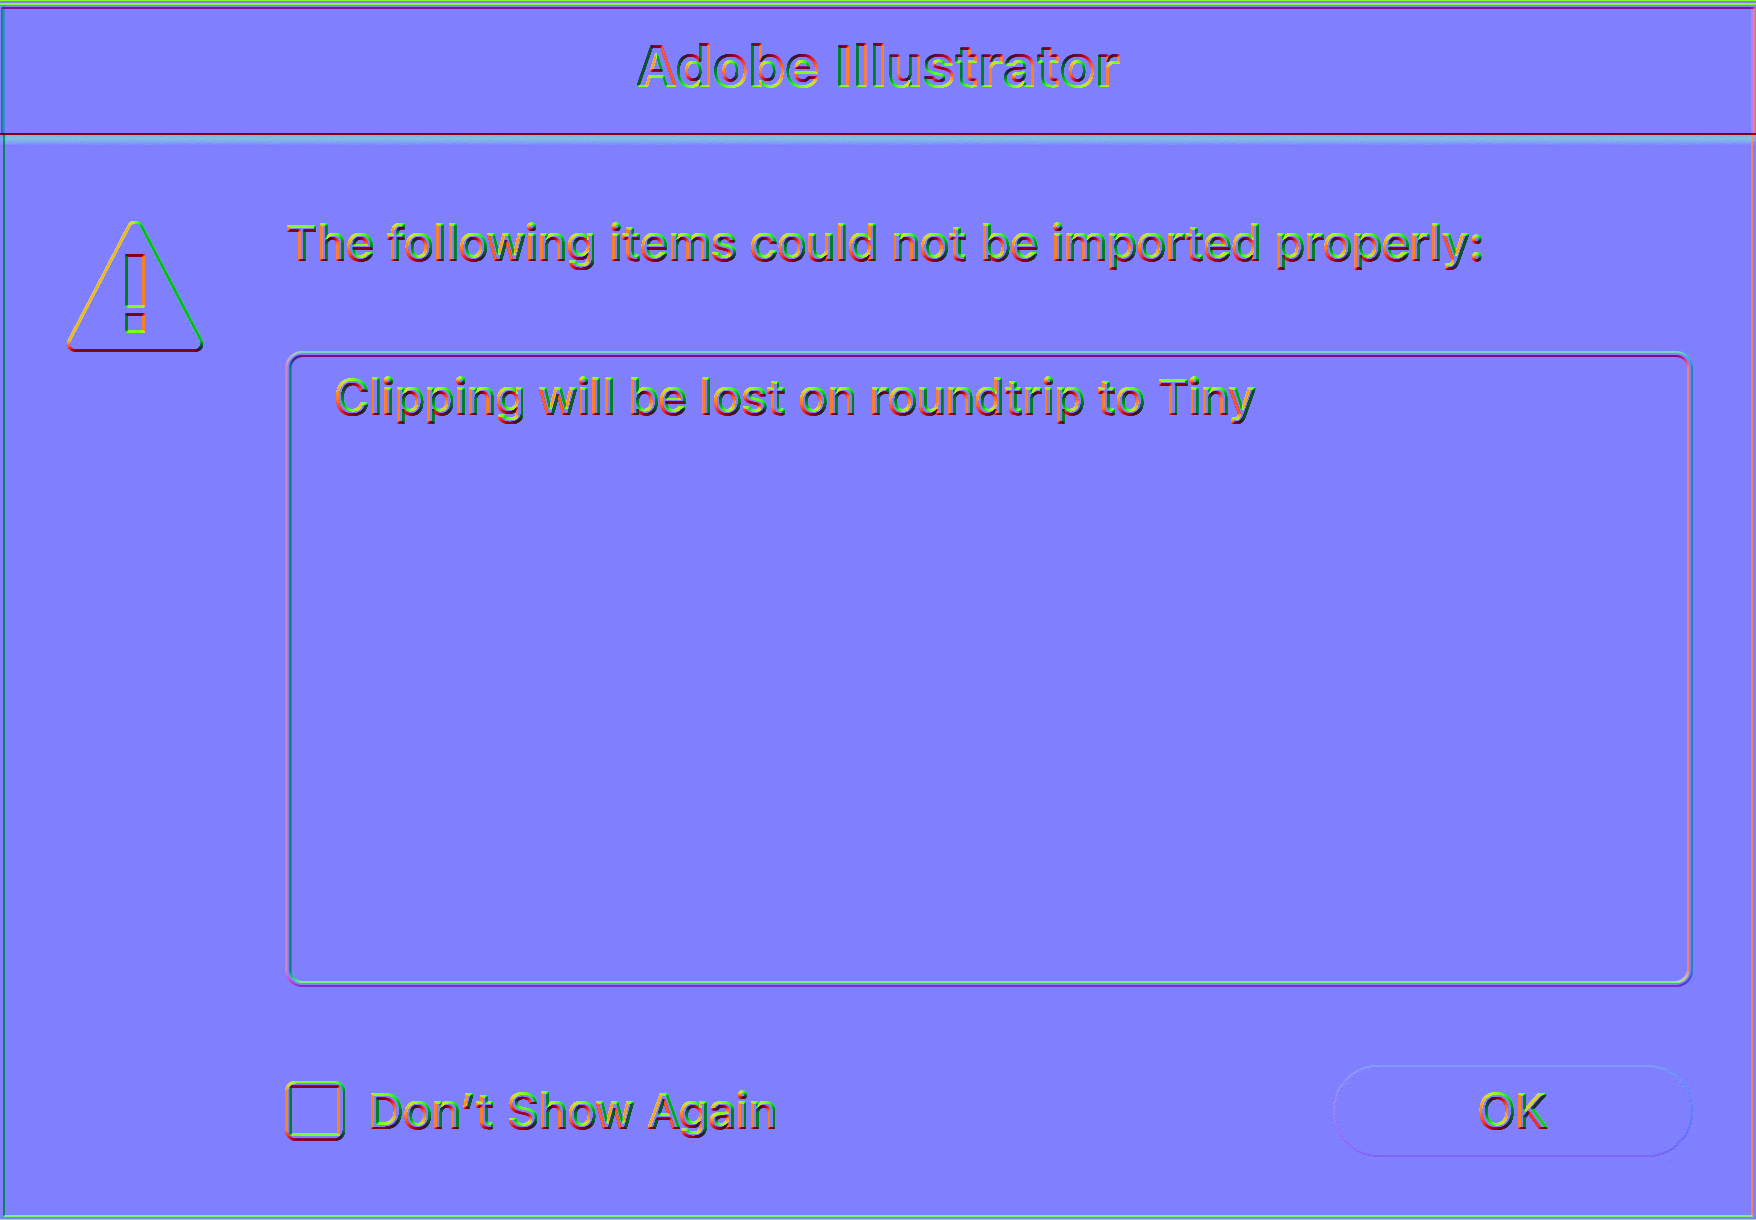 Adobe Illustrator
The following items could not be imported properly:
Clipping will be lost on roundtrip to Tiny
Don’t Show Again
OK